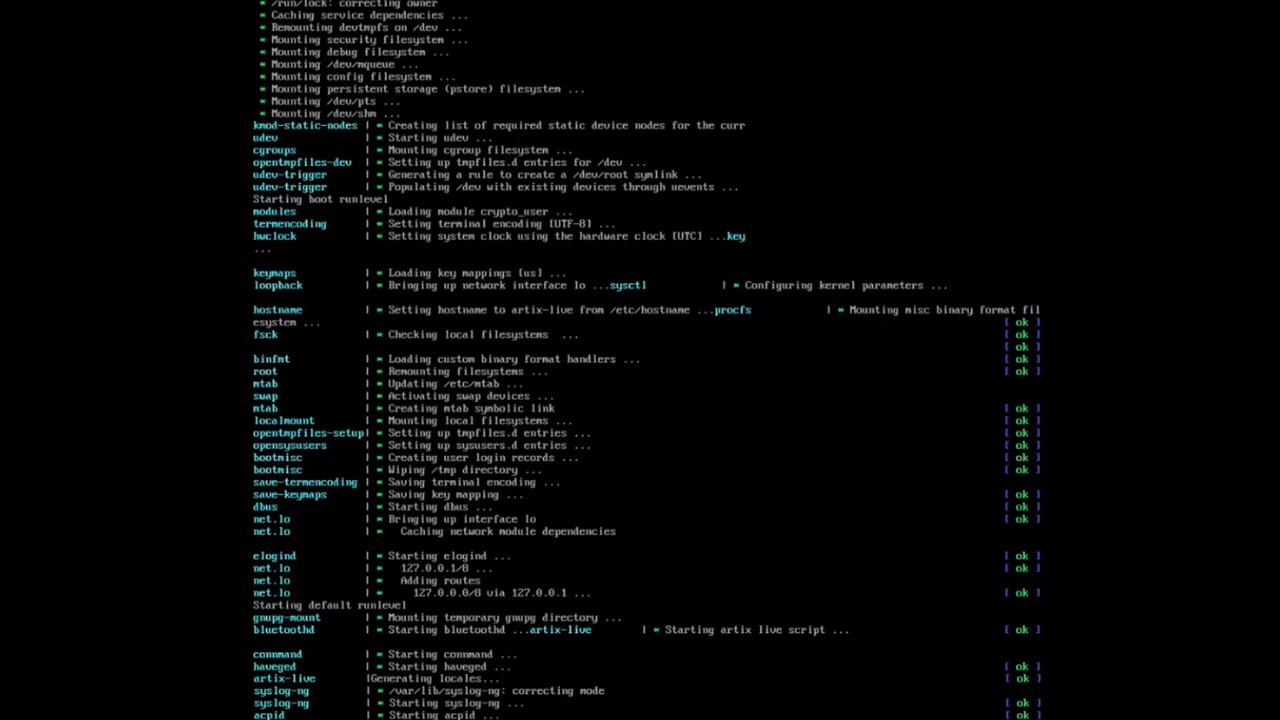 * /run/lock: correcting owner
* Caching service dependencies ...
* Remounting devtmpfs on /dev ...
* Mounting security filesystem ...
* Mounting debug filesystem ...
* Mounting /dev/mqueue ...
* Mounting config filesystem ...
* Mounting persistent storage (pstore) filesystem ...
* Mounting /dev/pts ...
* Mounting /dev/shm ...
kmod-static-nodes | * Creating list of required static device nodes for the curr
udev | * Starting udev ...
cgroups | * Mounting cgroup filesystem ...
opentmpfiles-dev | * Setting up tmpfiles.d entries for /dev ...
udev-trigger | * Generating a rule to create a /dev/root symlink ...
udev-trigger | * Populating /dev with existing devices through uevents ...
Starting boot runlevel
modules | * Loading module crypto_user ...
termencoding | * Setting terminal encoding [UTF-8] ...
hwclock | * Setting system clock using the hardware clock [UTC] ...key
...
keymaps | * Loading key mappings [us] ...
loopback | * Bringing up network interface lo ...sysctl | * Configuring kernel parameters ...
hostname | * Setting hostname to artix-live from /etc/hostname ...procfs | * Mounting misc binary format fil
esystem ... [ ok ]
fsck | * Checking local filesystems ... [ ok ]
[ ok ]
binfmt | * Loading custom binary format handlers ... [ ok ]
root | * Remounting filesystems ... [ ok ]
mtab | * Updating /etc/mtab ...
swap | * Activating swap devices ...
mtab | * Creating mtab symbolic link [ ok ]
localmount | * Mounting local filesystems ... [ ok ]
opentmpfiles-setup| * Setting up tmpfiles.d entries ... [ ok ]
opensysusers | * Setting up sysusers.d entries ... [ ok ]
bootmisc | * Creating user login records ... [ ok ]
bootmisc | * Wiping /tmp directory ... [ ok ]
save-termencoding | * Saving terminal encoding ...
save-keymaps | * Saving key mapping ... [ ok ]
dbus | * Starting dbus ... [ ok ]
net.lo | * Bringing up interface lo [ ok ]
net.lo | * Caching network module dependencies
elogind | * Starting elogind ... [ ok ]
net.lo | * 127.0.0.1/8 ... [ ok ]
net.lo | * Adding routes
net.lo | * 127.0.0.0/8 via 127.0.0.1 ... [ ok ]
Starting default runlevel
gnupg-mount | * Mounting temporary gnupg directory ...
bluetoothd | * Starting bluetoothd ...artix-live | * Starting artix live script ... [ ok ]
connmand | * Starting connmand ...
haveged | * Starting haveged ... [ ok ]
artix-live |Generating locales... [ ok ]
syslog-ng | * /var/lib/syslog-ng: correcting mode
syslog-ng | * Starting syslog-ng ... [ ok ]
acpid | * Starting acpid ... [ ok ]